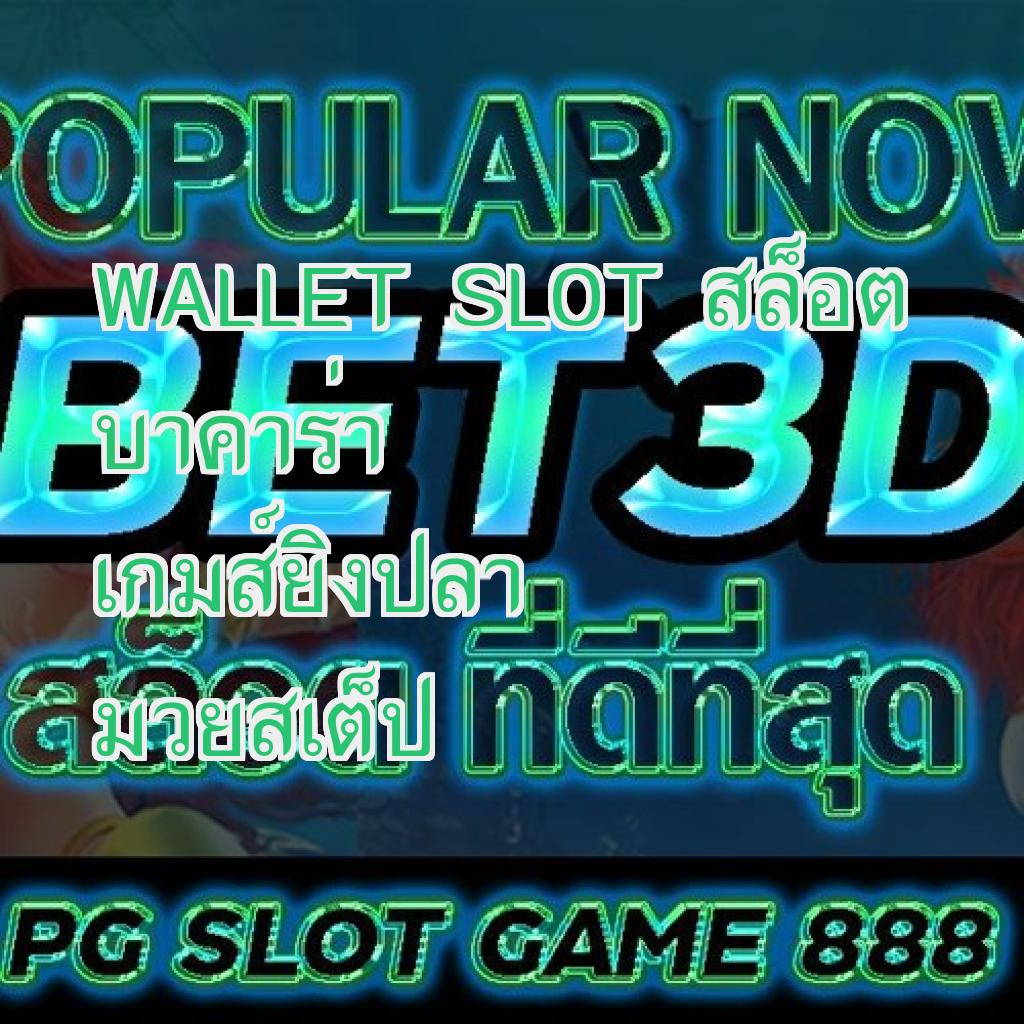 POPULAR NOW
WALLET SLOT สล็อต
BET3D
บาคาร่า
เกมส์ยิงปลา
สล็อต ที่ดีที่สุด
มวยสเต็ป
PG SLOT GAME 888